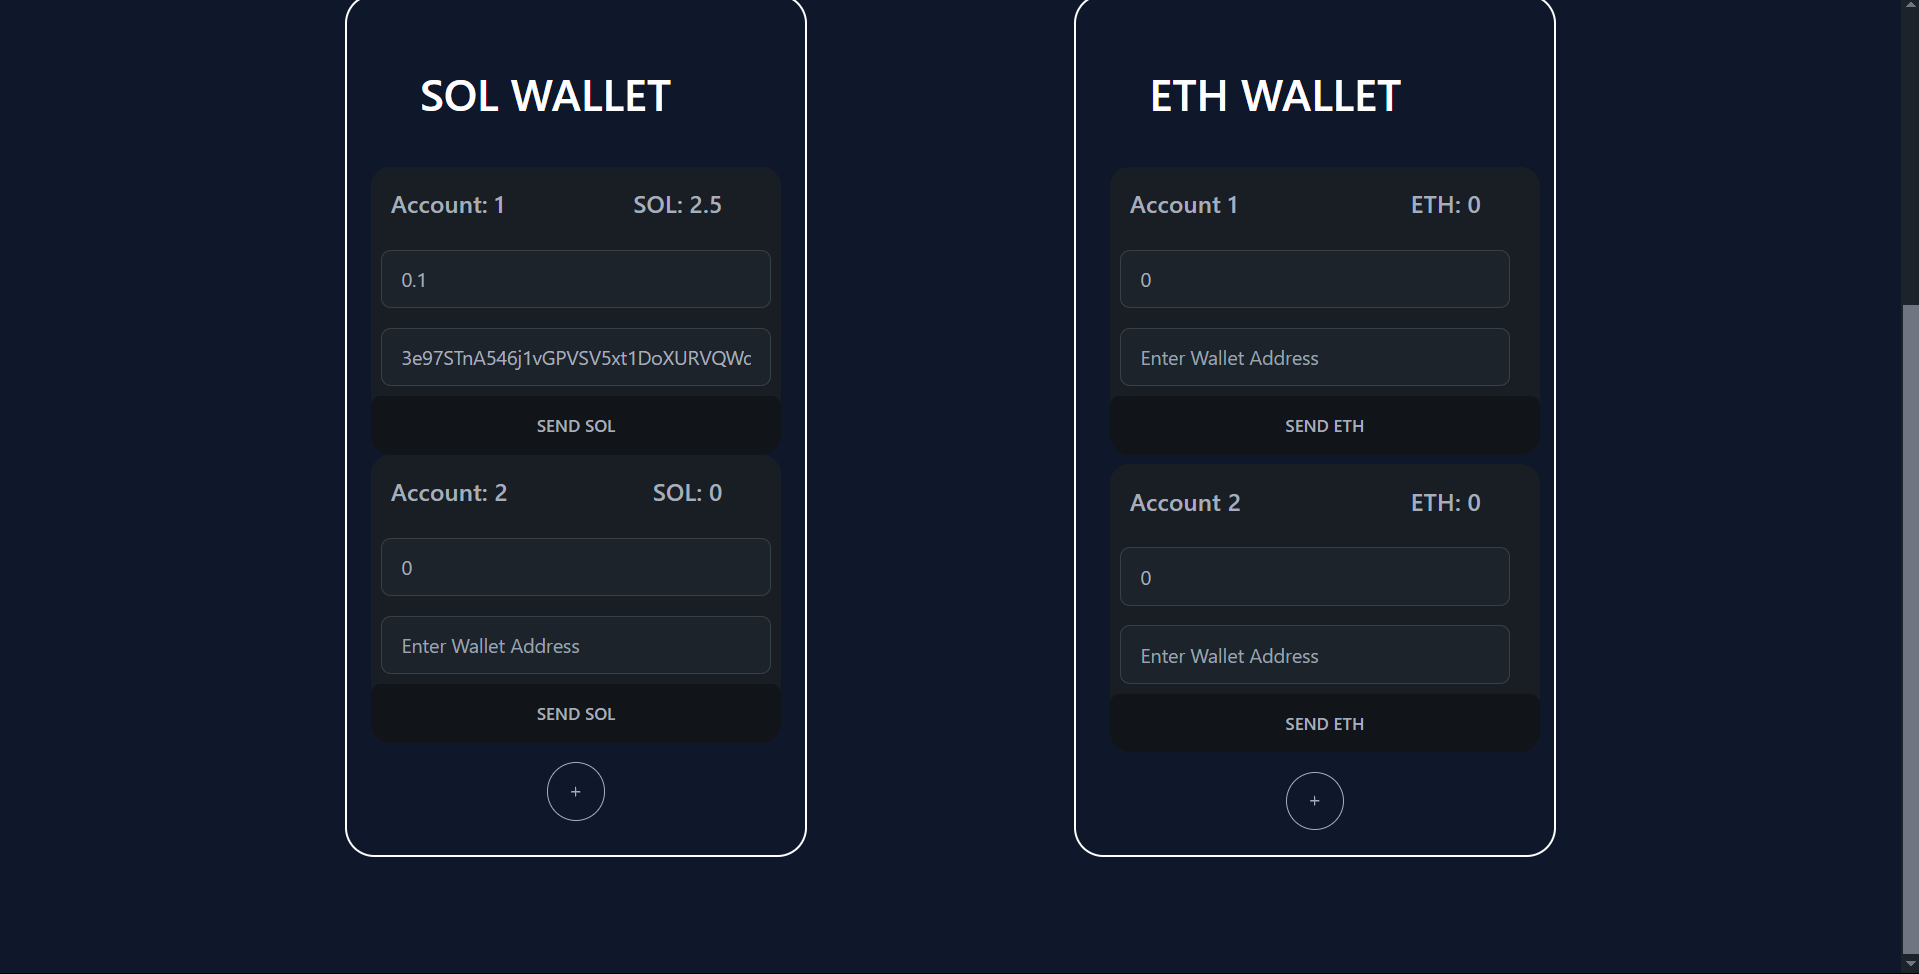 SOL WALLET
Account: 1
SOL: 2.5
0.1
3e97STnA546j1vGPVSV5xt1DoXURVQWc
SEND SOL
Account: 2
SOL: 0
0
Enter Wallet Address
SEND SOL
+
ETH WALLET
Account 1
ETH: 0
0
Enter Wallet Address
SEND ETH
Account 2
ETH: 0
0
Enter Wallet Address
SEND ETH
+